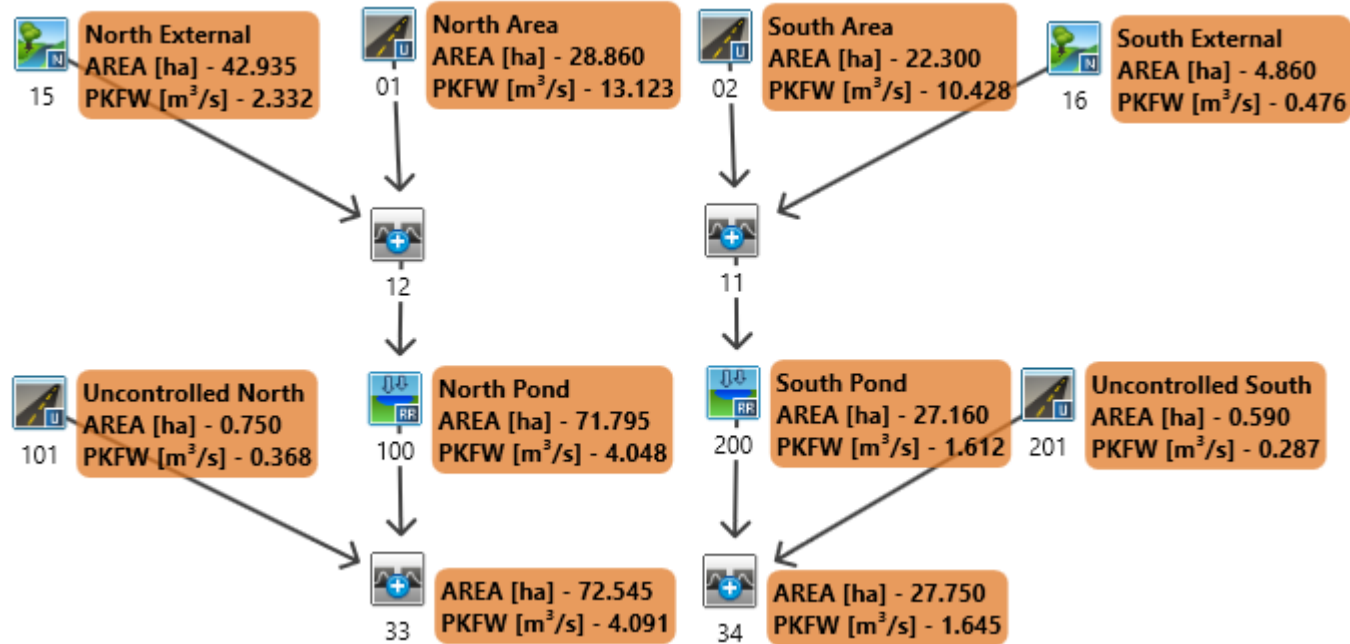 North External
AREA [ha] - 42.935
PKFW [m³/s] - 2.332
N
15
North Area
AREA [ha] - 28.860
PKFW [m³/s] - 13.123
U
01
South Area
AREA [ha] - 22.300
PKFW [m³/s] - 10.428
U
02
South External
AREA [ha] - 4.860
PKFW [m³/s] - 0.476
N
16
12
11
Uncontrolled North
AREA [ha] - 0.750
PKFW [m³/s] - 0.368
U
101
North Pond
AREA [ha] - 71.795
PKFW [m³/s] - 4.048
RR
100
South Pond
AREA [ha] - 27.160
PKFW [m³/s] - 1.612
RR
200
Uncontrolled South
AREA [ha] - 0.590
PKFW [m³/s] - 0.287
U
201
AREA [ha] - 72.545
PKFW [m³/s] - 4.091
33
AREA [ha] - 27.750
PKFW [m³/s] - 1.645
34